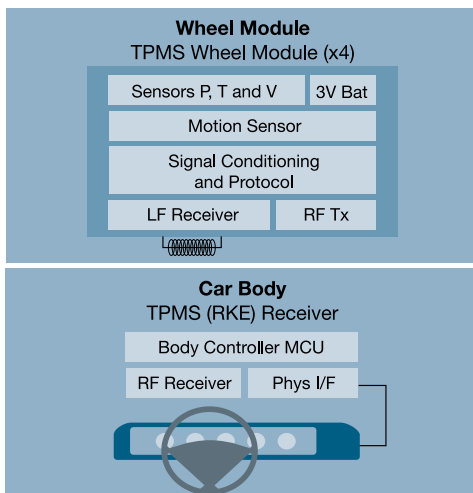 Wheel Module
TPMS Wheel Module (x4)
Sensors P, T and V
3V Bat
Motion Sensor
Signal Conditioning
and Protocol
LF Receiver
RF Tx
Car Body
TPMS (RKE) Receiver
Body Controller MCU
RF Receiver
Phys I/F